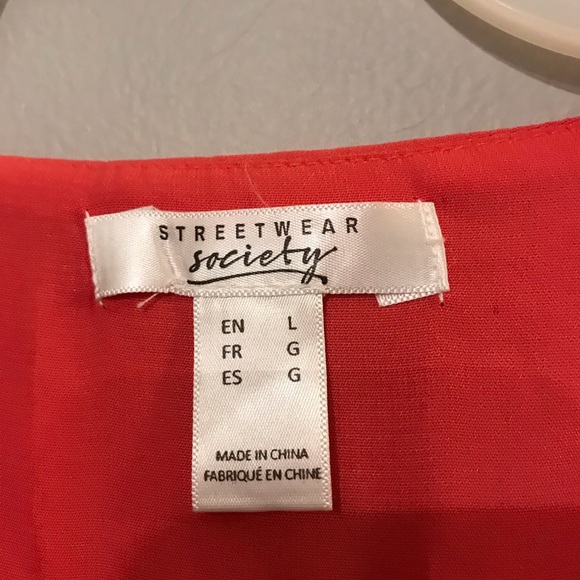 STREETWEAR
society
EN L
FR G
ES G
MADE IN CHINA
FABRIQUÉ EN CHINE